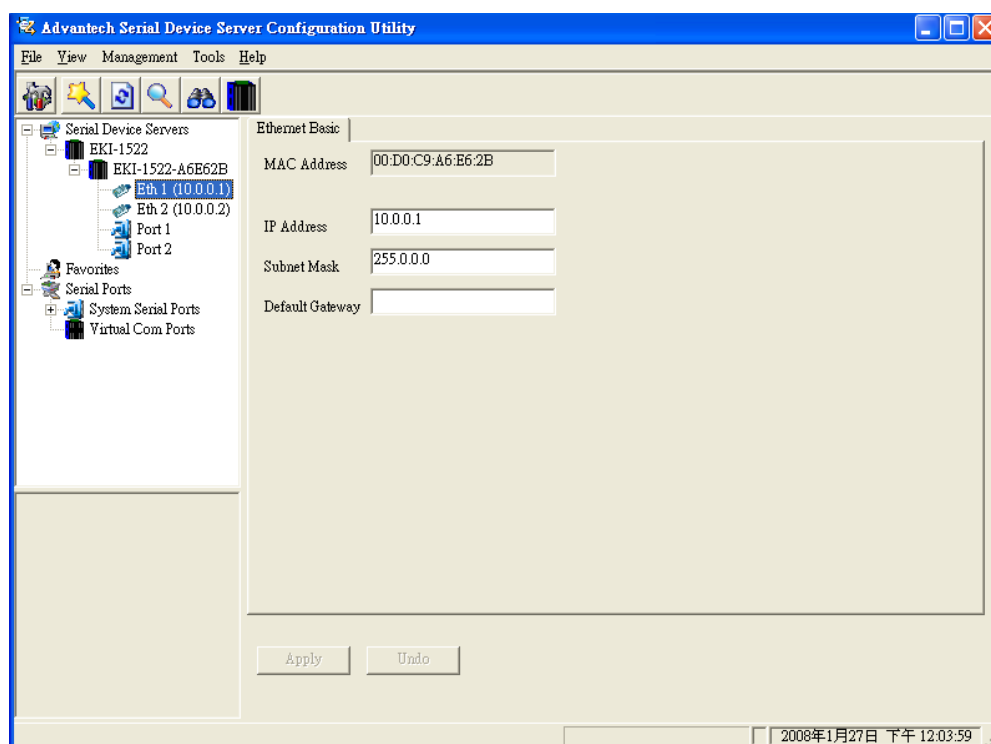 Advantech Serial Device Server Configuration Utility
File View Management Tools Help
Serial Device Servers
EKI-1522
EKI-1522-A6E62B
Eth 1 (10.0.0.1)
Eth 2 (10.0.0.2)
Port 1
Port 2
Favorites
Serial Ports
System Serial Ports
Virtual Com Ports
Ethernet Basic
MAC Address 00:D0:C9:A6:E6:2B
IP Address 10.0.0.1
Subnet Mask 255.0.0.0
Default Gateway
Apply Undo
2008年1月27日 下午 12:03:59